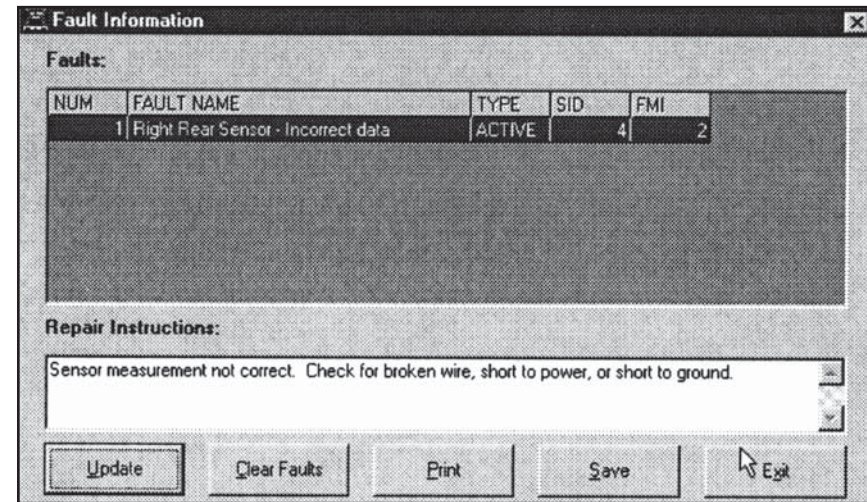 Fault Information
Faults:
NUM FAULT NAME TYPE SID FMI
1 Right Rear Sensor - Incorrect data ACTIVE 4 2
Repair Instructions:
Sensor measurement not correct. Check for broken wire, short to power, or short to ground.
Update Clear Faults Print Save Exit